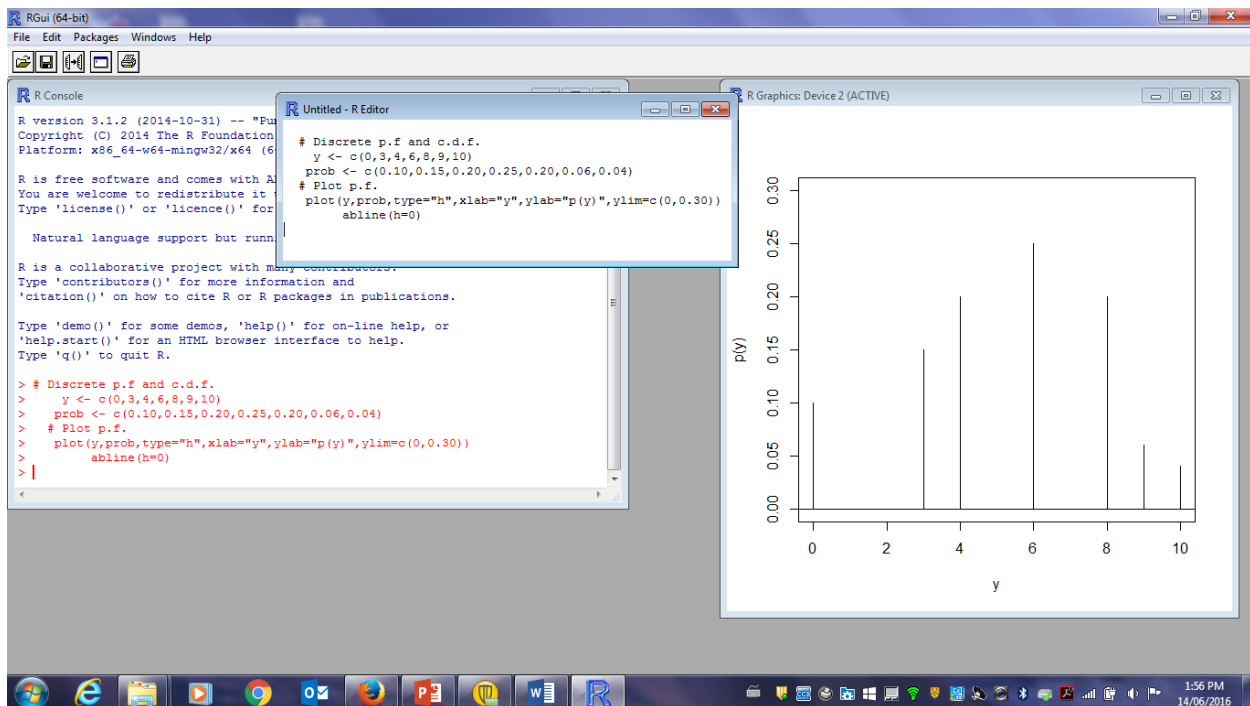 RGui (64-bit)
File Edit Packages Windows Help
R Console
R version 3.1.2 (2014-10-31) -- "Pu
Copyright (C) 2014 The R Foundation
Platform: x86_64-w64-mingw32/x64 (6
R is free software and comes with A
You are welcome to redistribute it
Type 'license()' or 'licence()' for
Natural language support but runn
R is a collaborative project with many contributors.
Type 'contributors()' for more information and
'citation()' on how to cite R or R packages in publications.
Type 'demo()' for some demos, 'help()' for on-line help, or
'help.start()' for an HTML browser interface to help.
Type 'q()' to quit R.
> # Discrete p.f and c.d.f.
> y <- c(0,3,4,6,8,9,10)
> prob <- c(0.10,0.15,0.20,0.25,0.20,0.06,0.04)
> # Plot p.f.
> plot(y,prob,type="h",xlab="y",ylab="p(y)",ylim=c(0,0.30))
> abline(h=0)
>
Untitled - R Editor
# Discrete p.f and c.d.f.
y <- c(0,3,4,6,8,9,10)
prob <- c(0.10,0.15,0.20,0.25,0.20,0.06,0.04)
# Plot p.f.
plot(y,prob,type="h",xlab="y",ylab="p(y)",ylim=c(0,0.30))
abline(h=0)
R Graphics: Device 2 (ACTIVE)
0.30
0.25
0.20
0.15
0.10
0.05
0.00
p(y)
0 2 4 6 8 10
y
1:56 PM
14/06/2016